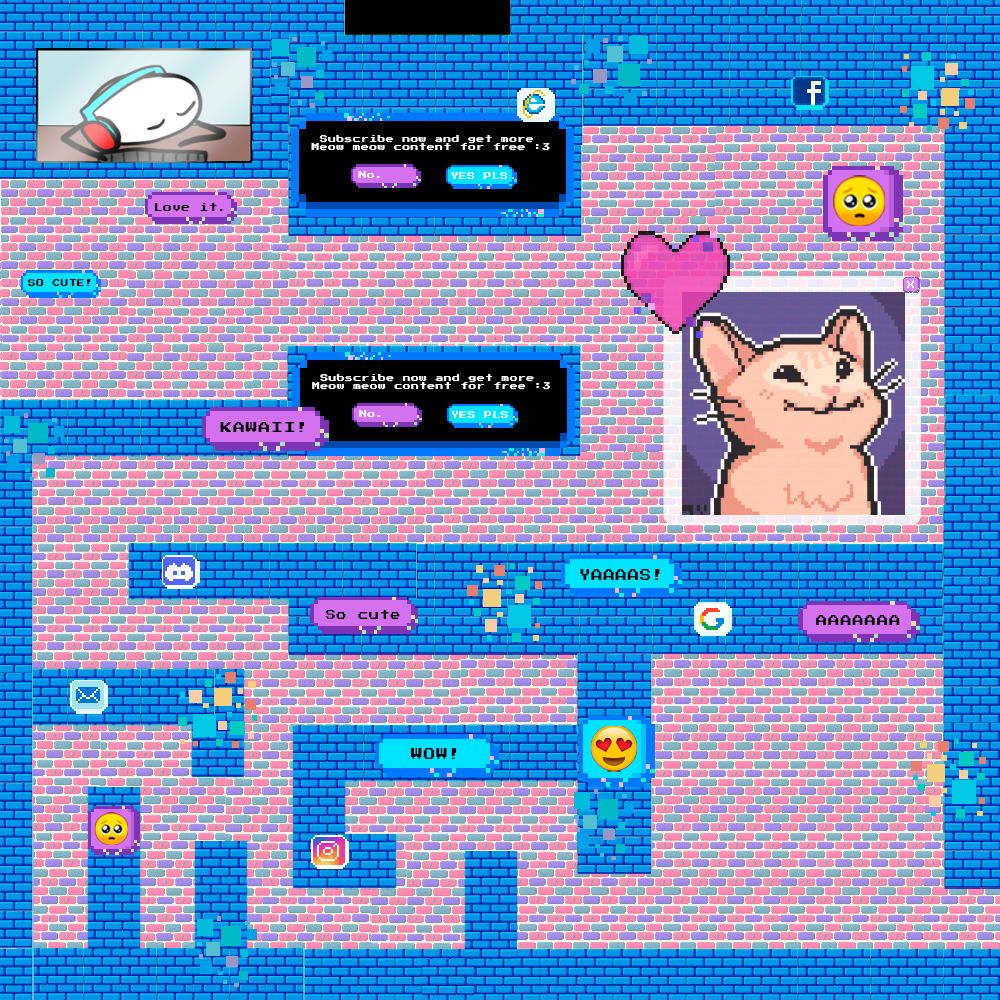 Subscribe now and get more
Meow meow content for free :3
No.
YES PLS
Love it.
SO CUTE!
Subscribe now and get more
Meow meow content for free :3
No.
YES PLS
KAWAII!
YAAAAS!
So cute
AAAAAAA
WOW!